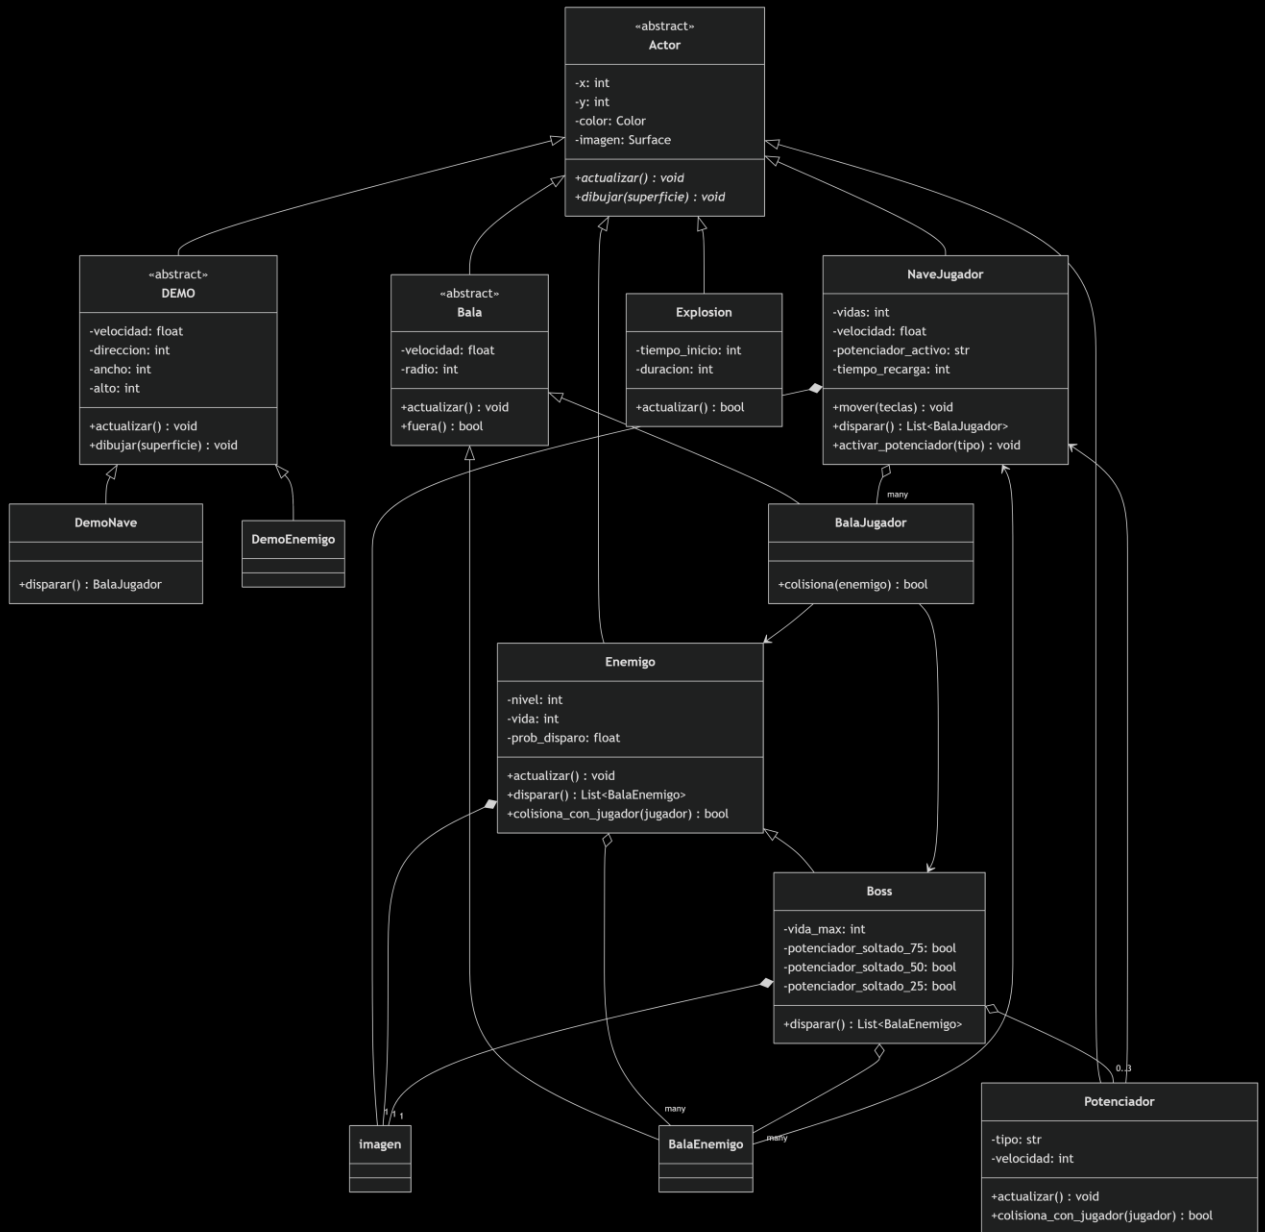 «abstract»
Actor
-x: int
-y: int
-color: Color
-imagen: Surface
+actualizar() : void
+dibujar(superficie) : void
«abstract»
DEMO
-velocidad: float
-direccion: int
-ancho: int
-alto: int
+actualizar() : void
+dibujar(superficie) : void
«abstract»
Bala
-velocidad: float
-radio: int
+actualizar() : void
+fuera() : bool
Explosion
-tiempo_inicio: int
-duracion: int
+actualizar() : bool
NaveJugador
-vidas: int
-velocidad: float
-potenciador_activo: str
-tiempo_recarga: int
+mover(teclas) : void
+disparar() : List<BalaJugador>
+activar_potenciador(tipo) : void
many
DemoNave
+disparar() : BalaJugador
DemoEnemigo
BalaJugador
+colisiona(enemigo) : bool
Enemigo
-nivel: int
-vida: int
-prob_disparo: float
+actualizar() : void
+disparar() : List<BalaEnemigo>
+colisiona_con_jugador(jugador) : bool
Boss
-vida_max: int
-potenciador_soltado_75: bool
-potenciador_soltado_50: bool
-potenciador_soltado_25: bool
+disparar() : List<BalaEnemigo>
0..3
1
1
1
many
many
imagen
BalaEnemigo
Potenciador
-tipo: str
-velocidad: int
+actualizar() : void
+colisiona_con_jugador(jugador) : bool